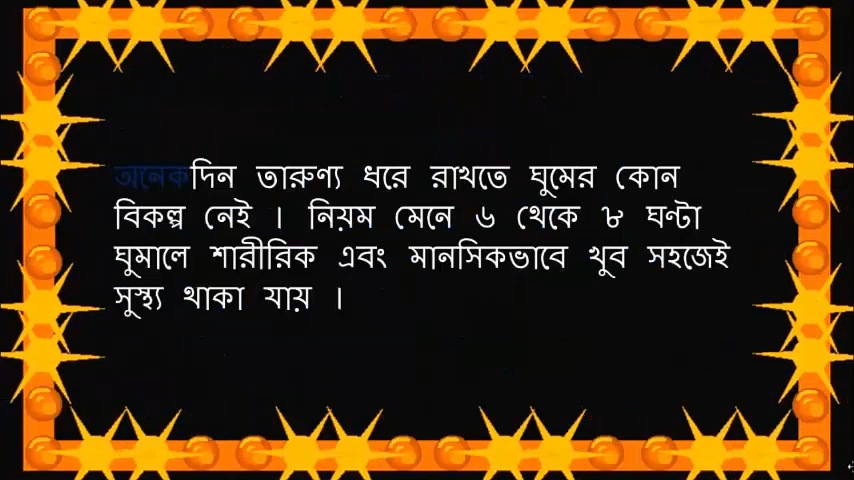 অনেকদিন তারুণ্য ধরে রাখতে ঘুমের কোন
বিকল্প নেই । নিয়ম মেনে ৬ থেকে ৮ ঘণ্টা
ঘুমালে শারীরিক এবং মানসিকভাবে খুব সহজেই
সুস্থ্য থাকা যায় ।